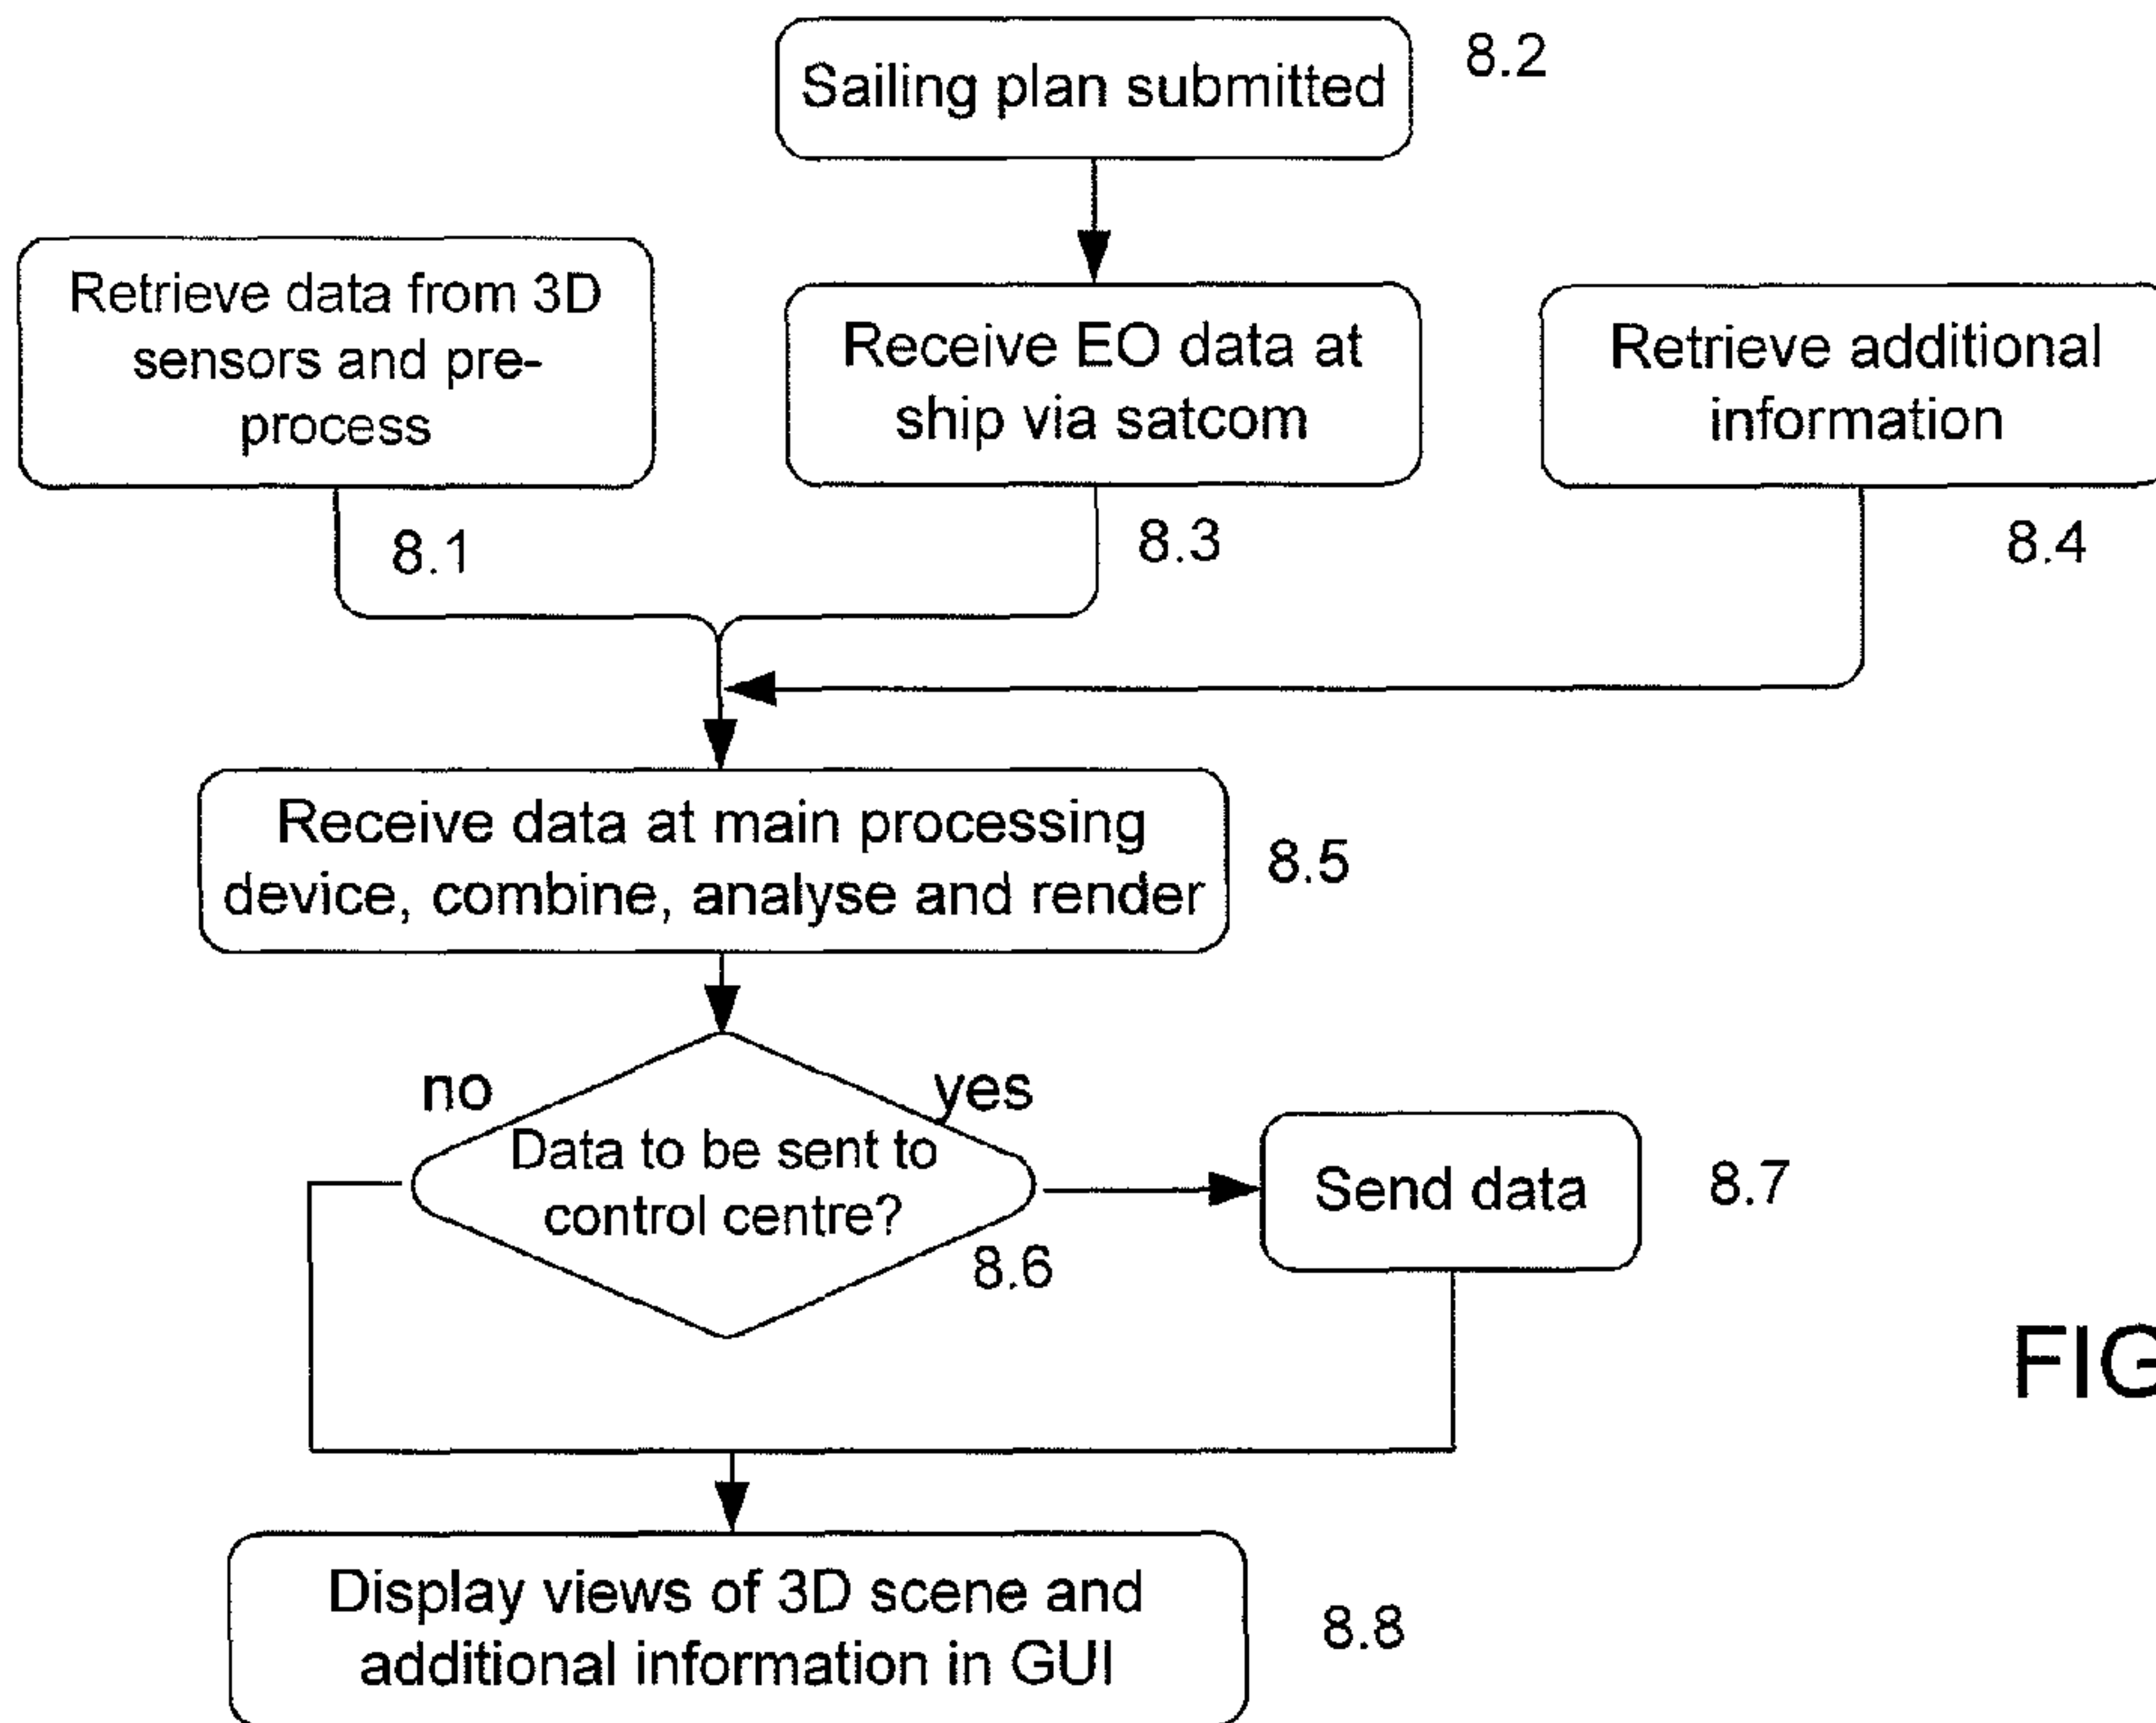 Sailing plan submitted
8.2
Retrieve data from 3D
sensors and pre-
process
8.1
Receive EO data at
ship via satcom
8.3
Retrieve additional
information
8.4
Receive data at main processing
device, combine, analyse and render
8.5
no
yes
Data to be sent to
control centre?
8.6
Send data
8.7
FIG
Display views of 3D scene and
additional information in GUI
8.8